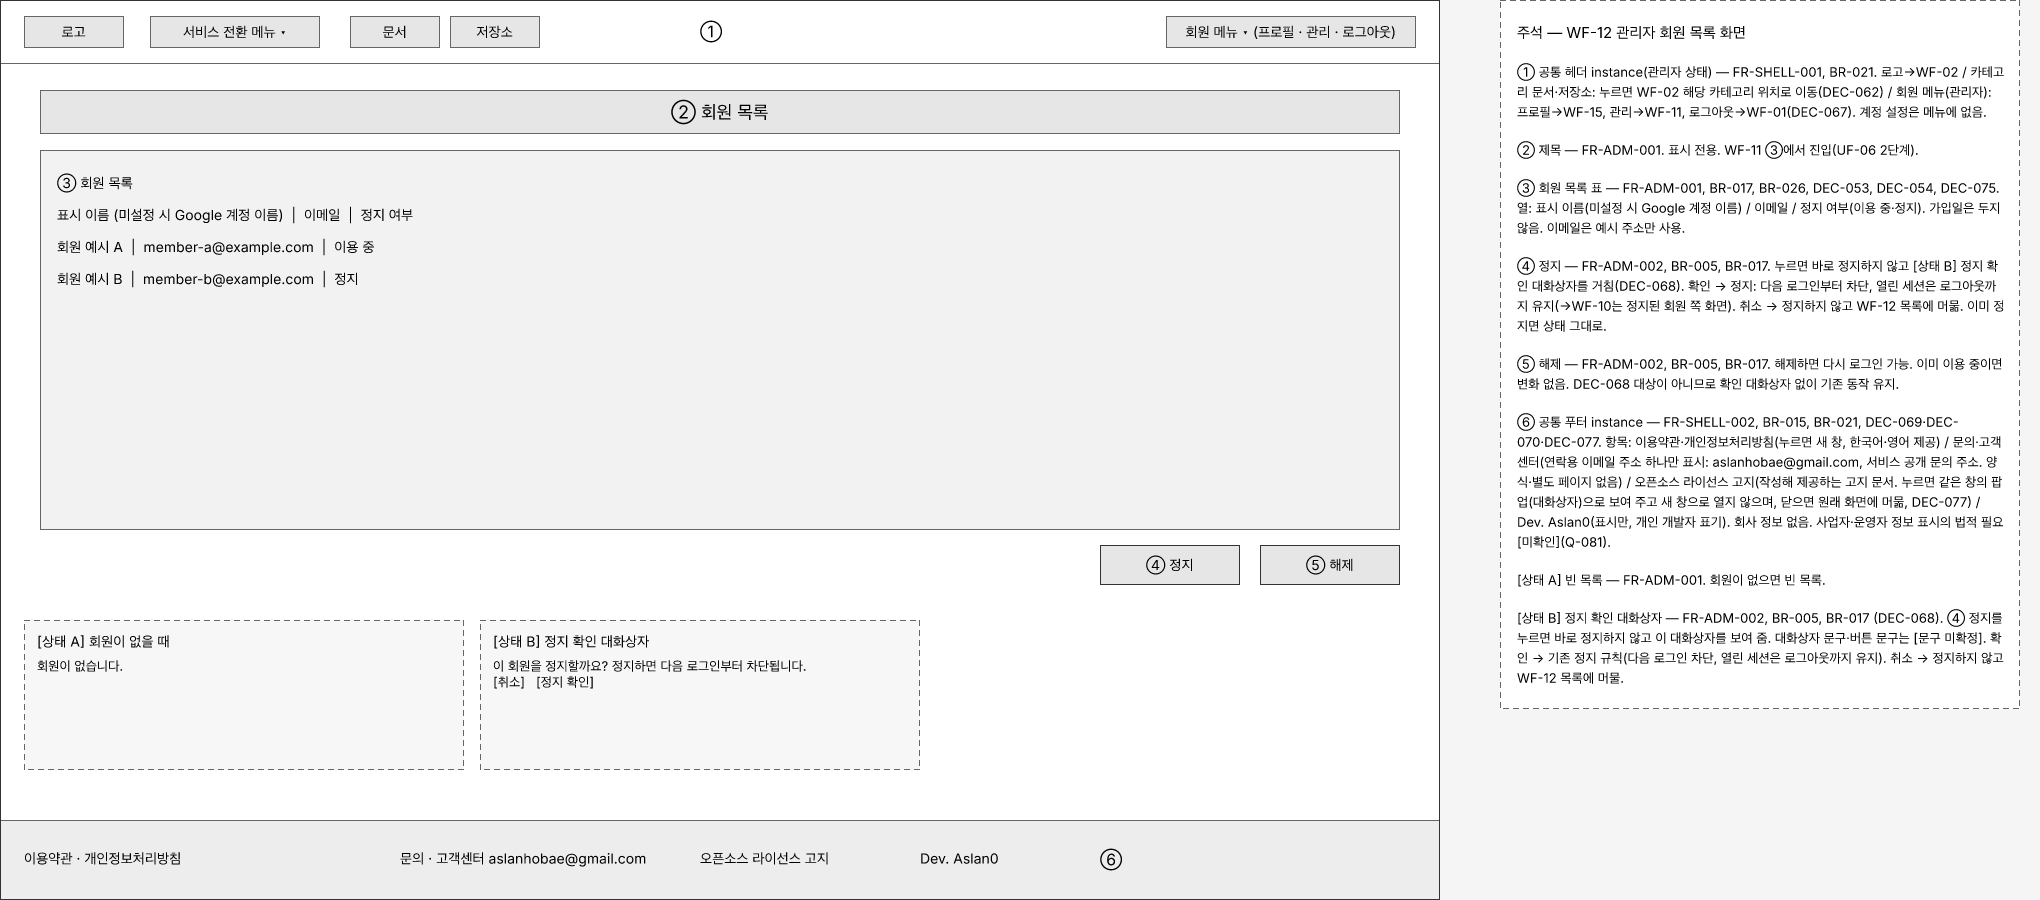 로고
서비스 전환 메뉴 ▾
문서
저장소
①
회원 메뉴 ▾ (프로필 · 관리 · 로그아웃)
② 회원 목록
③ 회원 목록
표시 이름 (미설정 시 Google 계정 이름) │ 이메일 │ 정지 여부
회원 예시 A │ member-a@example.com │ 이용 중
회원 예시 B │ member-b@example.com │ 정지
④ 정지
⑤ 해제
[상태 A] 회원이 없을 때
회원이 없습니다.
[상태 B] 정지 확인 대화상자
이 회원을 정지할까요? 정지하면 다음 로그인부터 차단됩니다.
[취소] [정지 확인]
이용약관 · 개인정보처리방침
문의 · 고객센터 aslanhobae@gmail.com
오픈소스 라이선스 고지
Dev. Aslan0
⑥
주석 — WF-12 관리자 회원 목록 화면
① 공통 헤더 instance(관리자 상태) — FR-SHELL-001, BR-021. 로고→WF-02 / 카테고
리 문서·저장소: 누르면 WF-02 해당 카테고리 위치로 이동(DEC-062) / 회원 메뉴(관리자):
프로필→WF-15, 관리→WF-11, 로그아웃→WF-01(DEC-067). 계정 설정은 메뉴에 없음.
② 제목 — FR-ADM-001. 표시 전용. WF-11 ③에서 진입(UF-06 2단계).
③ 회원 목록 표 — FR-ADM-001, BR-017, BR-026, DEC-053, DEC-054, DEC-075.
열: 표시 이름(미설정 시 Google 계정 이름) / 이메일 / 정지 여부(이용 중·정지). 가입일은 두지
않음. 이메일은 예시 주소만 사용.
④ 정지 — FR-ADM-002, BR-005, BR-017. 누르면 바로 정지하지 않고 [상태 B] 정지 확
인 대화상자를 거침(DEC-068). 확인 → 정지: 다음 로그인부터 차단, 열린 세션은 로그아웃까
지 유지(→WF-10는 정지된 회원 쪽 화면). 취소 → 정지하지 않고 WF-12 목록에 머묾. 이미 정
지면 상태 그대로.
⑤ 해제 — FR-ADM-002, BR-005, BR-017. 해제하면 다시 로그인 가능. 이미 이용 중이면
변화 없음. DEC-068 대상이 아니므로 확인 대화상자 없이 기존 동작 유지.
⑥ 공통 푸터 instance — FR-SHELL-002, BR-015, BR-021, DEC-069·DEC-
070·DEC-077. 항목: 이용약관·개인정보처리방침(누르면 새 창, 한국어·영어 제공) / 문의·고객
센터(연락용 이메일 주소 하나만 표시: aslanhobae@gmail.com, 서비스 공개 문의 주소. 양
식·별도 페이지 없음) / 오픈소스 라이선스 고지(작성해 제공하는 고지 문서. 누르면 같은 창의 팝
업(대화상자)으로 보여 주고 새 창으로 열지 않으며, 닫으면 원래 화면에 머묾, DEC-077) /
Dev. Aslan0(표시만, 개인 개발자 표기). 회사 정보 없음. 사업자·운영자 정보 표시의 법적 필요
[미확인](Q-081).
[상태 A] 빈 목록 — FR-ADM-001. 회원이 없으면 빈 목록.
[상태 B] 정지 확인 대화상자 — FR-ADM-002, BR-005, BR-017 (DEC-068). ④ 정지를
누르면 바로 정지하지 않고 이 대화상자를 보여 줌. 대화상자 문구·버튼 문구는 [문구 미확정]. 확
인 → 기존 정지 규칙(다음 로그인 차단, 열린 세션은 로그아웃까지 유지). 취소 → 정지하지 않고
WF-12 목록에 머묾.